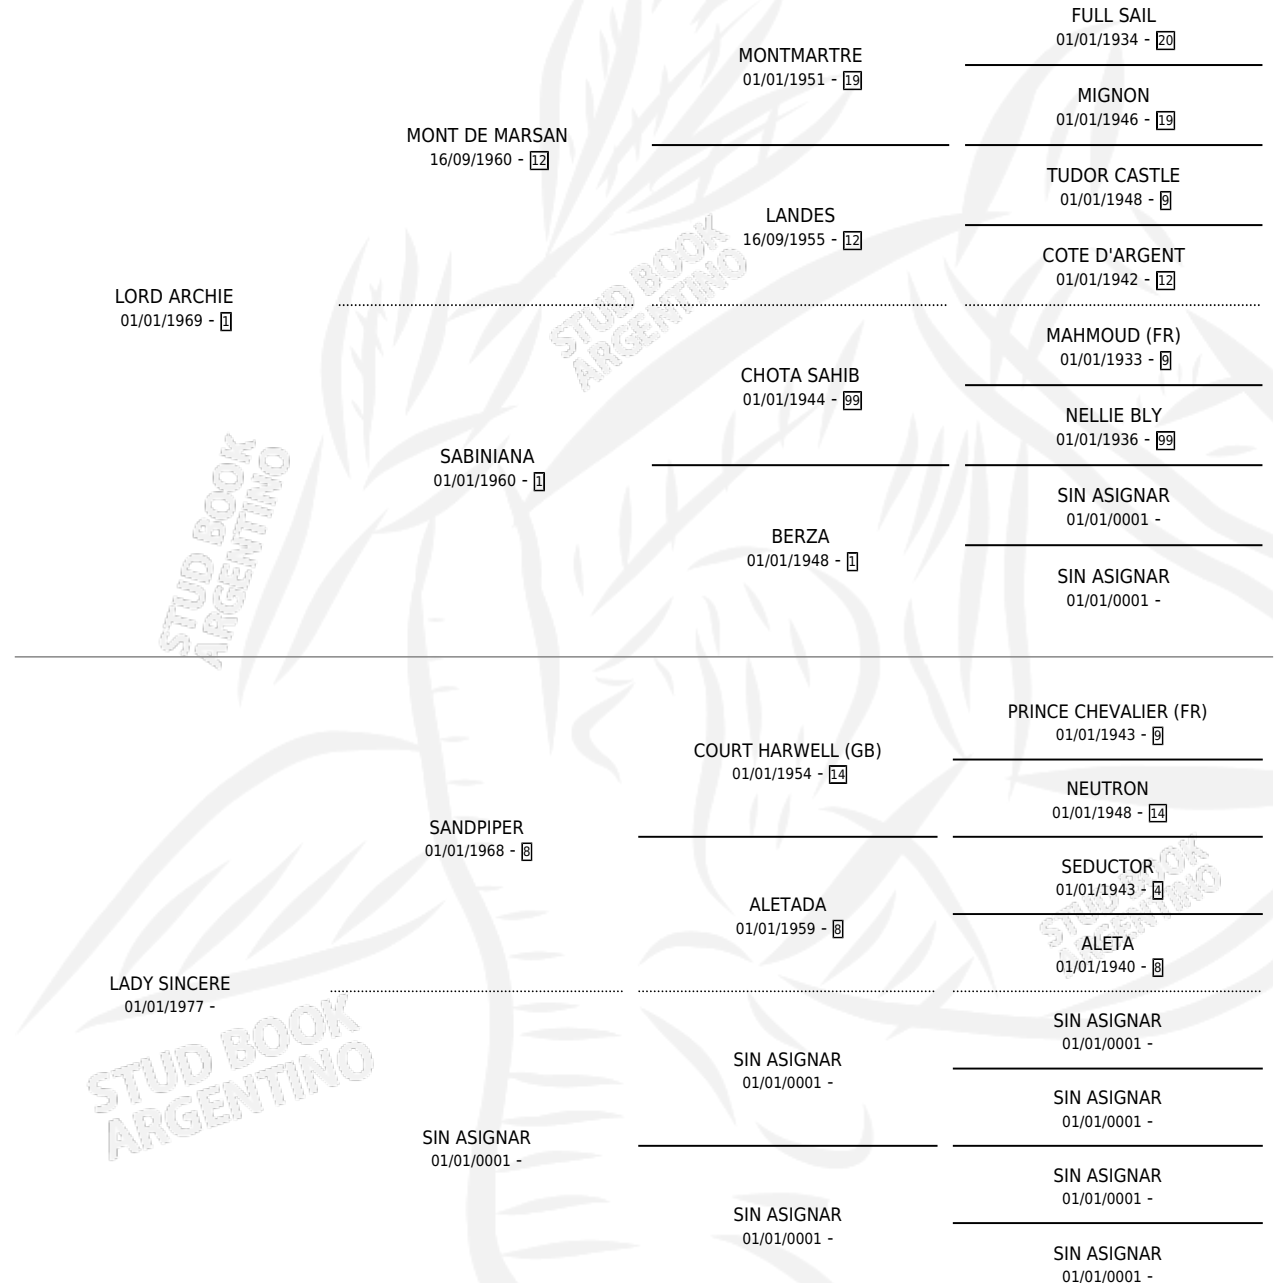 FULL SAIL
01/01/1934 - 20
MONTMARTRE
01/01/1951 - 19
MIGNON
01/01/1946 - 19
MONT DE MARSAN
16/09/1960 - 12
TUDOR CASTLE
01/01/1948 - 9
LANDES
16/09/1955 - 12
COTE D'ARGENT
01/01/1942 - 12
LORD ARCHIE
01/01/1969 - 1
MAHMOUD (FR)
01/01/1933 - 9
CHOTA SAHIB
01/01/1944 - 99
NELLIE BLY
01/01/1936 - 99
SABINIANA
01/01/1960 - 1
SIN ASIGNAR
01/01/0001 -
BERZA
01/01/1948 - 1
SIN ASIGNAR
01/01/0001 -
PRINCE CHEVALIER (FR)
01/01/1943 - 9
COURT HARWELL (GB)
01/01/1954 - 14
NEUTRON
01/01/1948 - 14
SANDPIPER
01/01/1968 - 8
SEDUCTOR
01/01/1943 - 4
ALETADA
01/01/1959 - 8
ALETA
01/01/1940 - 8
LADY SINCERE
01/01/1977 -
SIN ASIGNAR
01/01/0001 -
SIN ASIGNAR
01/01/0001 -
SIN ASIGNAR
01/01/0001 -
SIN ASIGNAR
01/01/0001 -
SIN ASIGNAR
01/01/0001 -
SIN ASIGNAR
01/01/0001 -
SIN ASIGNAR
01/01/0001 -
STUD BOOK
ARGENTINO
STUD BOOK
ARGENTINO
STUD BOOK
ARGENTINO
STUD BOOK
ARGENTINO